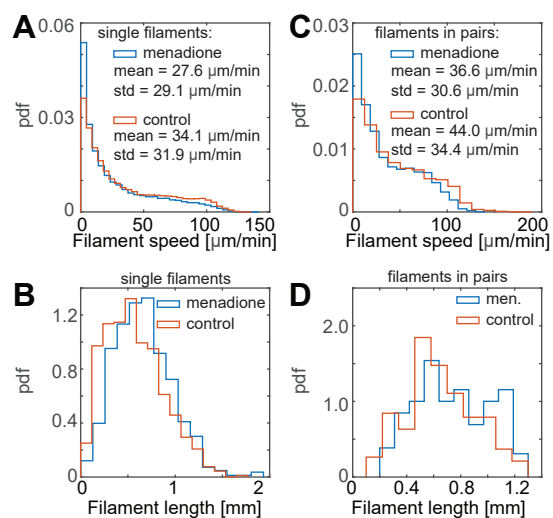 A
single filaments:
menadione
mean = 27.6 µm/min
std = 29.1 µm/min
control
mean = 34.1 µm/min
std = 31.9 µm/min
pdf
0.06
0.03
0
0 50 100 150
Filament speed [µm/min]
C
filaments in pairs:
menadione
mean = 36.6 µm/min
std = 30.6 µm/min
control
mean = 44.0 µm/min
std = 34.4 µm/min
pdf
0.03
0.02
0.01
0
0 100 200
Filament speed [µm/min]
B
single filaments
menadione
control
pdf
1.2
0.8
0.4
0
0 1 2
Filament length [mm]
D
filaments in pairs
men.
control
pdf
2.0
1.0
0
0 0.4 0.8 1.2
Filament length [mm]